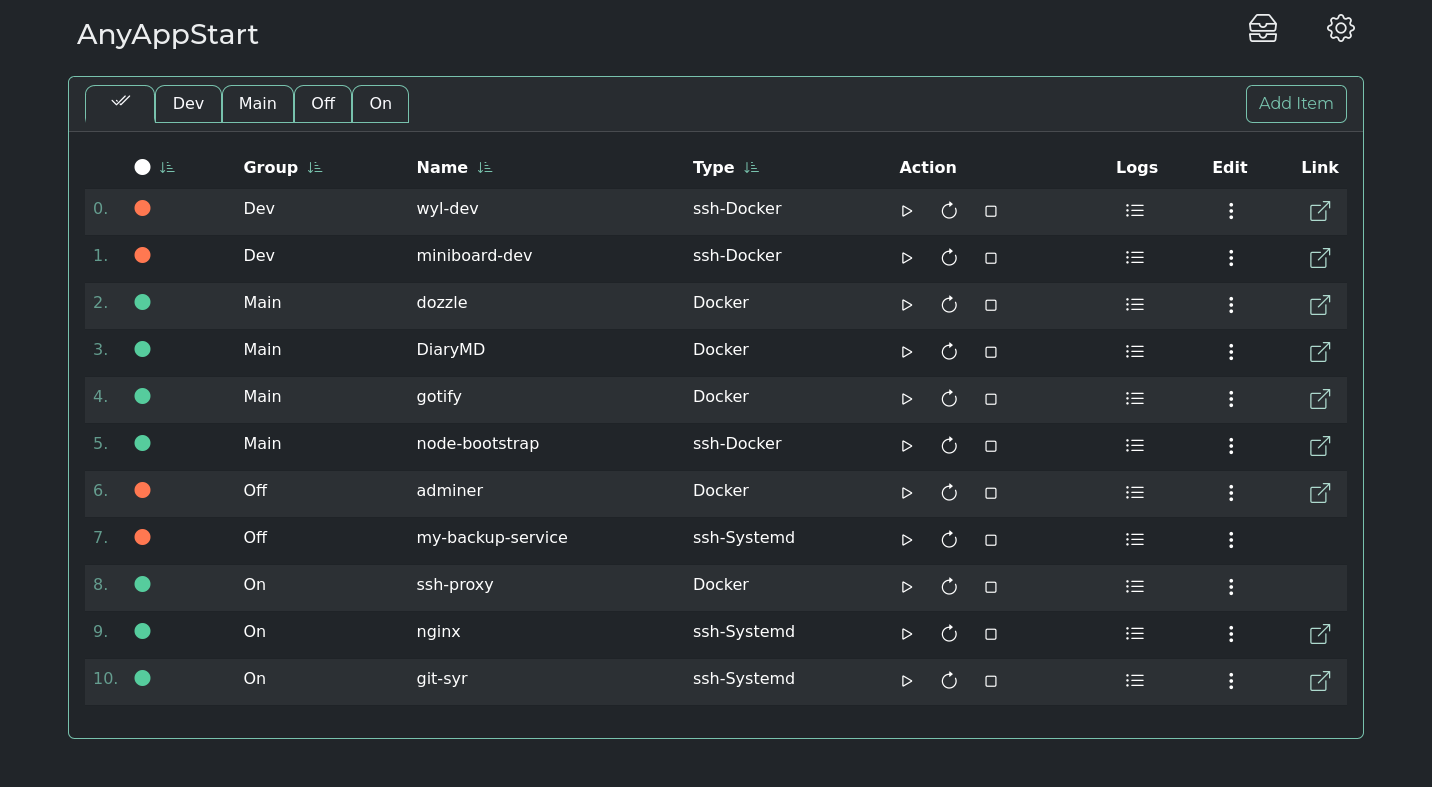 AnyAppStart
Dev Main Off On Add Item
Group Name Type Action Logs Edit Link
0. Dev wyl-dev ssh-Docker
1. Dev miniboard-dev ssh-Docker
2. Main dozzle Docker
3. Main DiaryMD Docker
4. Main gotify Docker
5. Main node-bootstrap ssh-Docker
6. Off adminer Docker
7. Off my-backup-service ssh-Systemd
8. On ssh-proxy Docker
9. On nginx ssh-Systemd
10. On git-syr ssh-Systemd